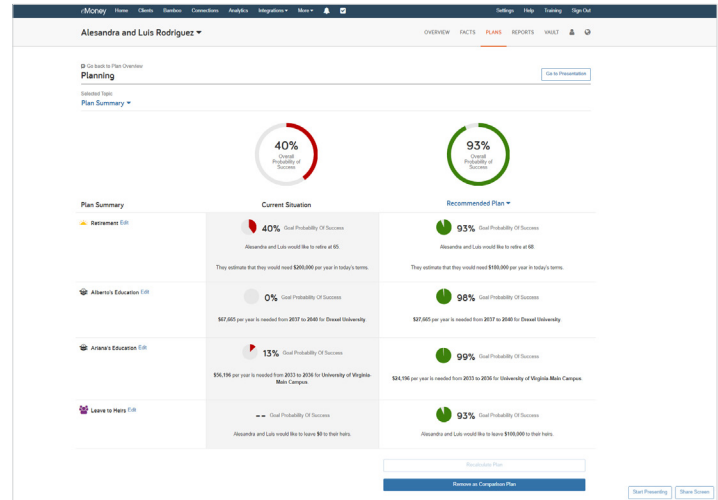 eMoney Home Clients Bamboo Connections Analytics Integrations More Settings Help Training Sign Out
Alesandra and Luis Rodriguez OVERVIEW FACTS PLANS REPORTS VAULT
Go back to Plan Overview
Planning
Go to Presentation
Selected Topic
Plan Summary
40%
Overall
Probability of
Success
93%
Overall
Probability of
Success
Plan Summary Current Situation Recommended Plan
Retirement Edit
40% Goal Probability Of Success
Alesandra and Luis would like to retire at 65.
They estimate that they would need $200,000 per year in today's terms.
93% Goal Probability Of Success
Alesandra and Luis would like to retire at 68.
They estimate that they would need $150,000 per year in today's terms.
Alberto's Education Edit
0% Goal Probability Of Success
$67,665 per year is needed from 2037 to 2040 for Drexel University.
98% Goal Probability Of Success
$27,665 per year is needed from 2037 to 2040 for Drexel University.
Ariana's Education Edit
13% Goal Probability Of Success
$56,196 per year is needed from 2033 to 2036 for University of Virginia-
Main Campus.
99% Goal Probability Of Success
$24,196 per year is needed from 2033 to 2036 for University of Virginia-Main Campus.
Leave to Heirs Edit
-- Goal Probability Of Success
Alesandra and Luis would like to leave $0 to their heirs.
93% Goal Probability Of Success
Alesandra and Luis would like to leave $100,000 to their heirs.
Recalculate Plan
Remove as Comparison Plan
Start Presenting Share Screen